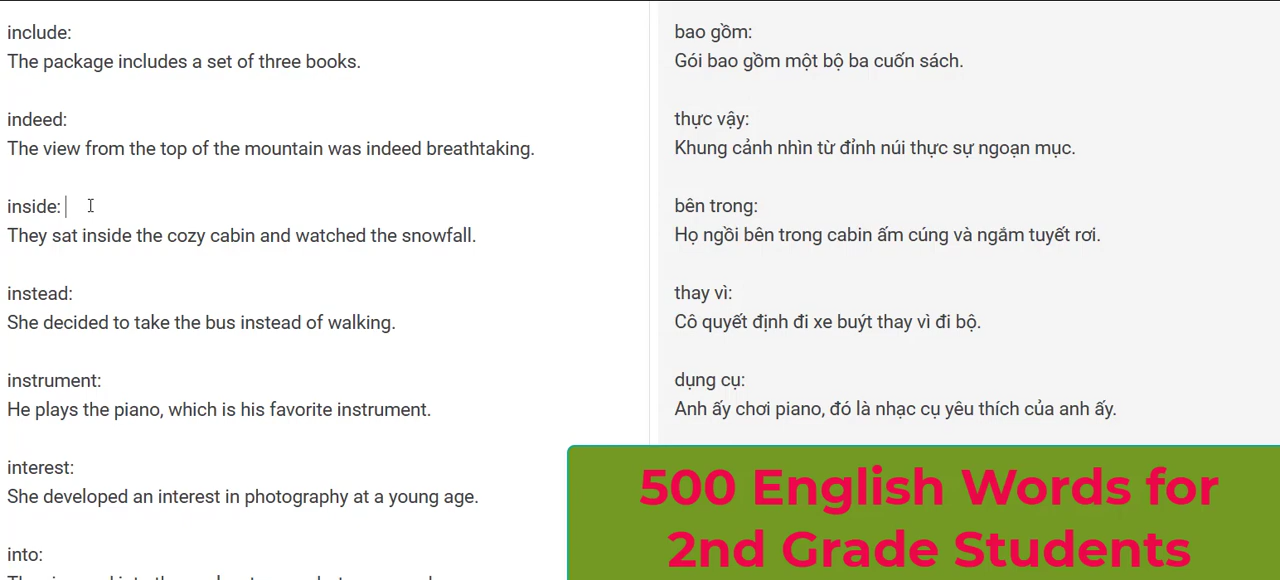 include:
The package includes a set of three books.
indeed:
The view from the top of the mountain was indeed breathtaking.
inside:
They sat inside the cozy cabin and watched the snowfall.
instead:
She decided to take the bus instead of walking.
instrument:
He plays the piano, which is his favorite instrument.
interest:
She developed an interest in photography at a young age.
into:
bao gồm:
Gói bao gồm một bộ ba cuốn sách.
thực vậy:
Khung cảnh nhìn từ đỉnh núi thực sự ngoạn mục.
bên trong:
Họ ngồi bên trong cabin ấm cúng và ngắm tuyết rơi.
thay vì:
Cô quyết định đi xe buýt thay vì đi bộ.
dụng cụ:
Anh ấy chơi piano, đó là nhạc cụ yêu thích của anh ấy.
500 English Words for
2nd Grade Students